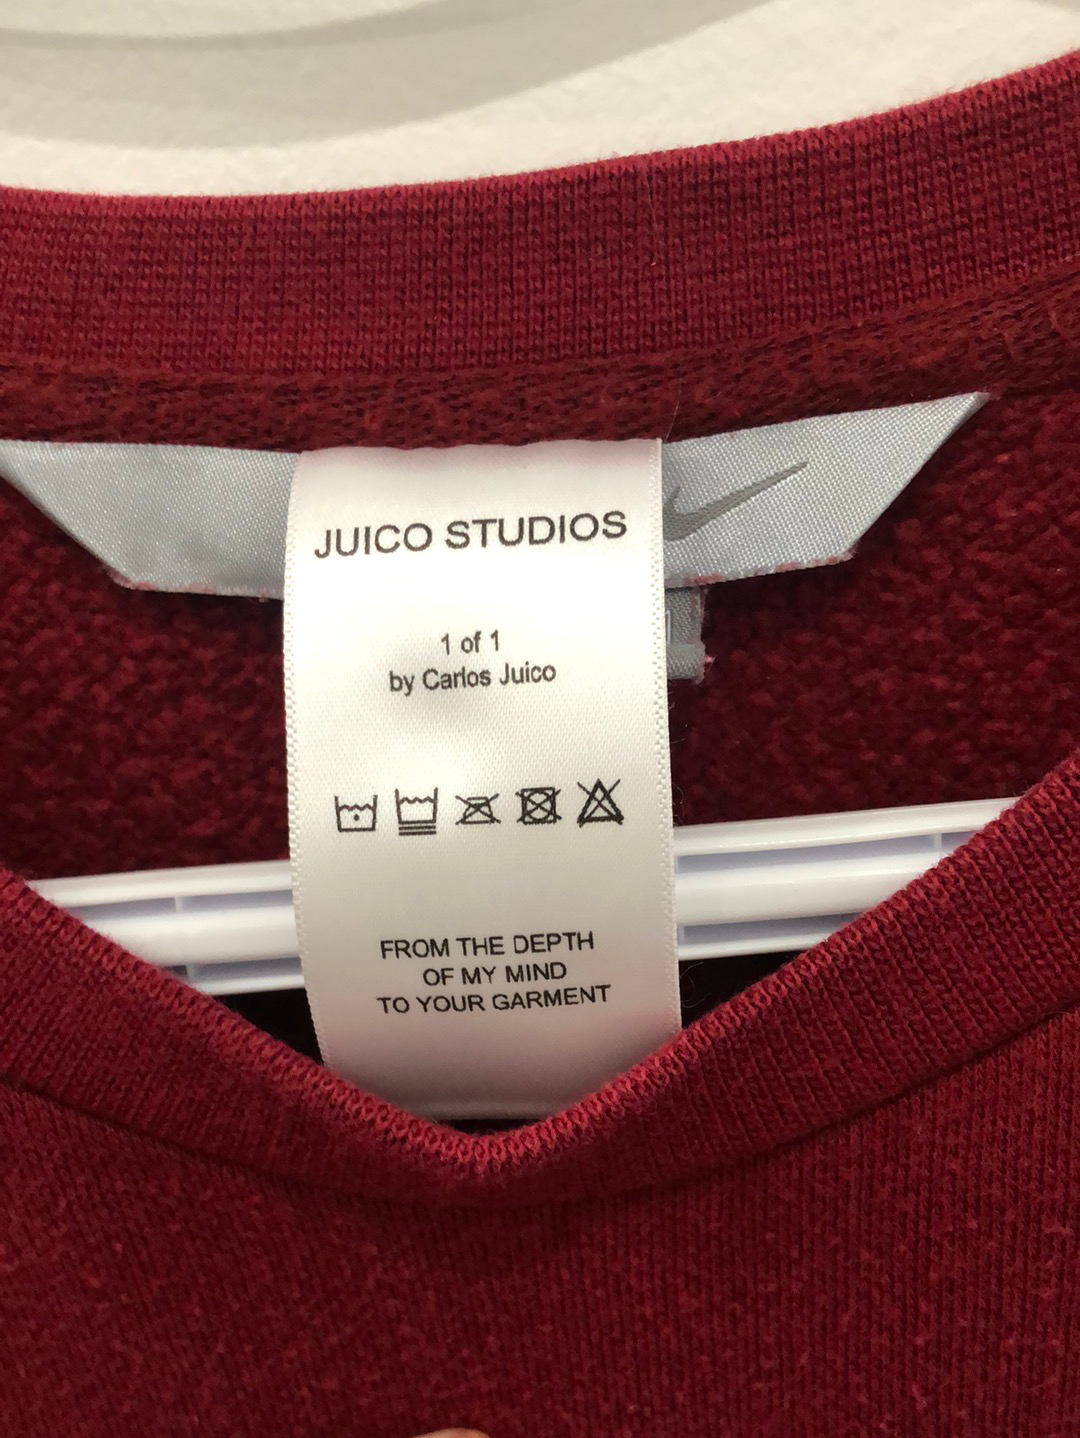 JUICO STUDIOS
1 of 1
by Carlos Juico
FROM THE DEPTH
OF MY MIND
TO YOUR GARMENT